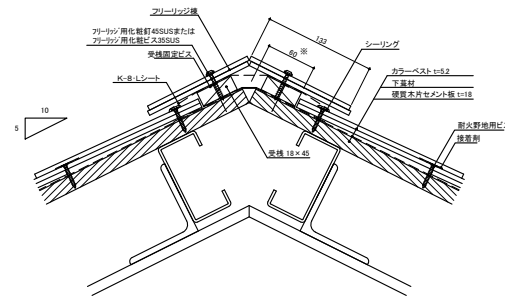 フリーリッジ棟
フリーリッジ用化粧釘45SUSまたは
フリーリッジ用化粧ビス35SUS
受桟固定ビス
K-8-Lシート
133
60 ※
シーリング
カラーベスト t=5.2
下葺材
硬質木片セメント板 t=18
10
5
受桟 18×45
耐火野地用ビス
接着剤